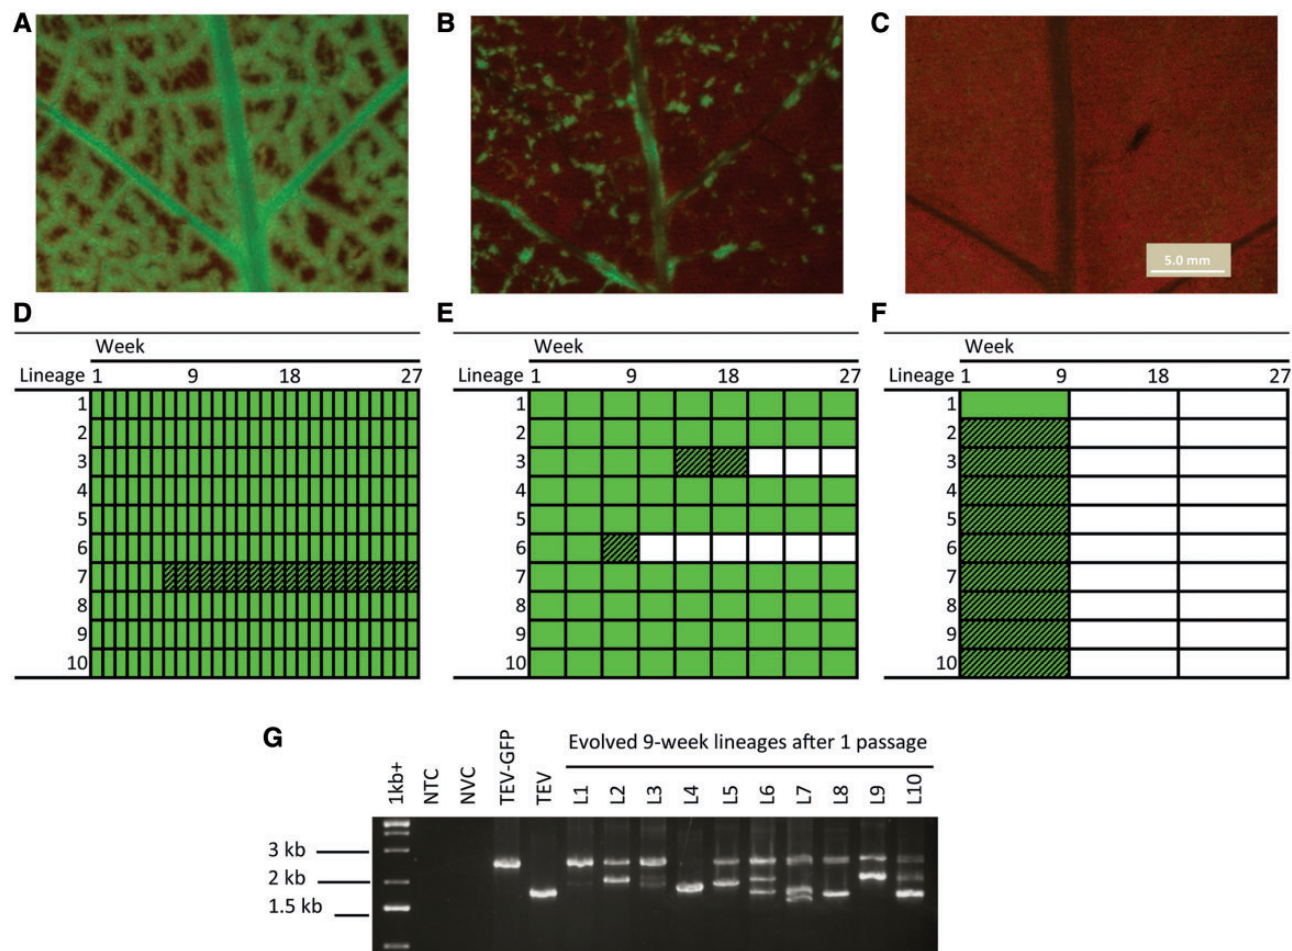 A
B
C
5.0 mm
D
E
F
Week
Lineage 1 9 18 27
1
2
3
4
5
6
7
8
9
10
Week
Lineage 1 9 18 27
1
2
3
4
5
6
7
8
9
10
Week
Lineage 1 9 18 27
1
2
3
4
5
6
7
8
9
10
G
Evolved 9-week lineages after 1 passage
1kb+ NTC NVC TEV-GFP TEV L1 L2 L3 L4 L5 L6 L7 L8 L9 L10
3 kb
2 kb
1.5 kb